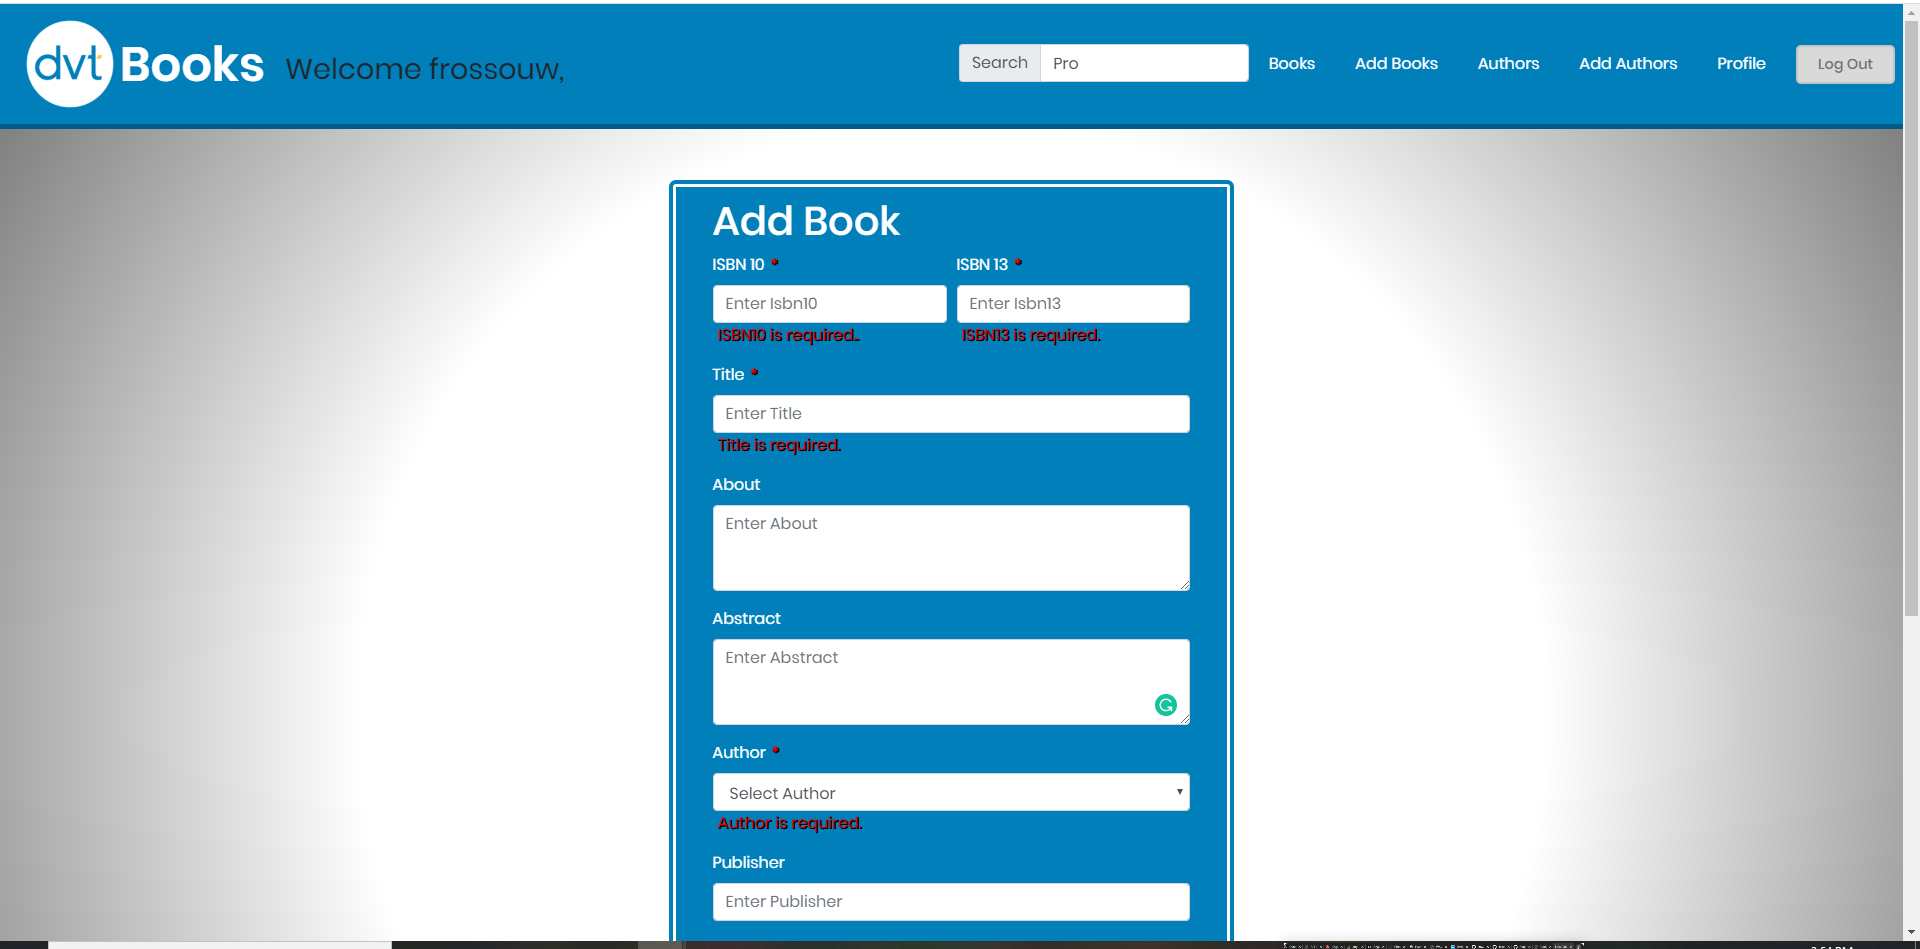 dvt Books Welcome frossouw,
Search Pro Books Add Books Authors Add Authors Profile Log Out
Add Book
ISBN 10 * ISBN 13 *
Enter Isbn10 Enter Isbn13
ISBN10 is required.. ISBN13 is required.
Title *
Enter Title
Title is required.
About
Enter About
Abstract
Enter Abstract
Author *
Select Author
Author is required.
Publisher
Enter Publisher